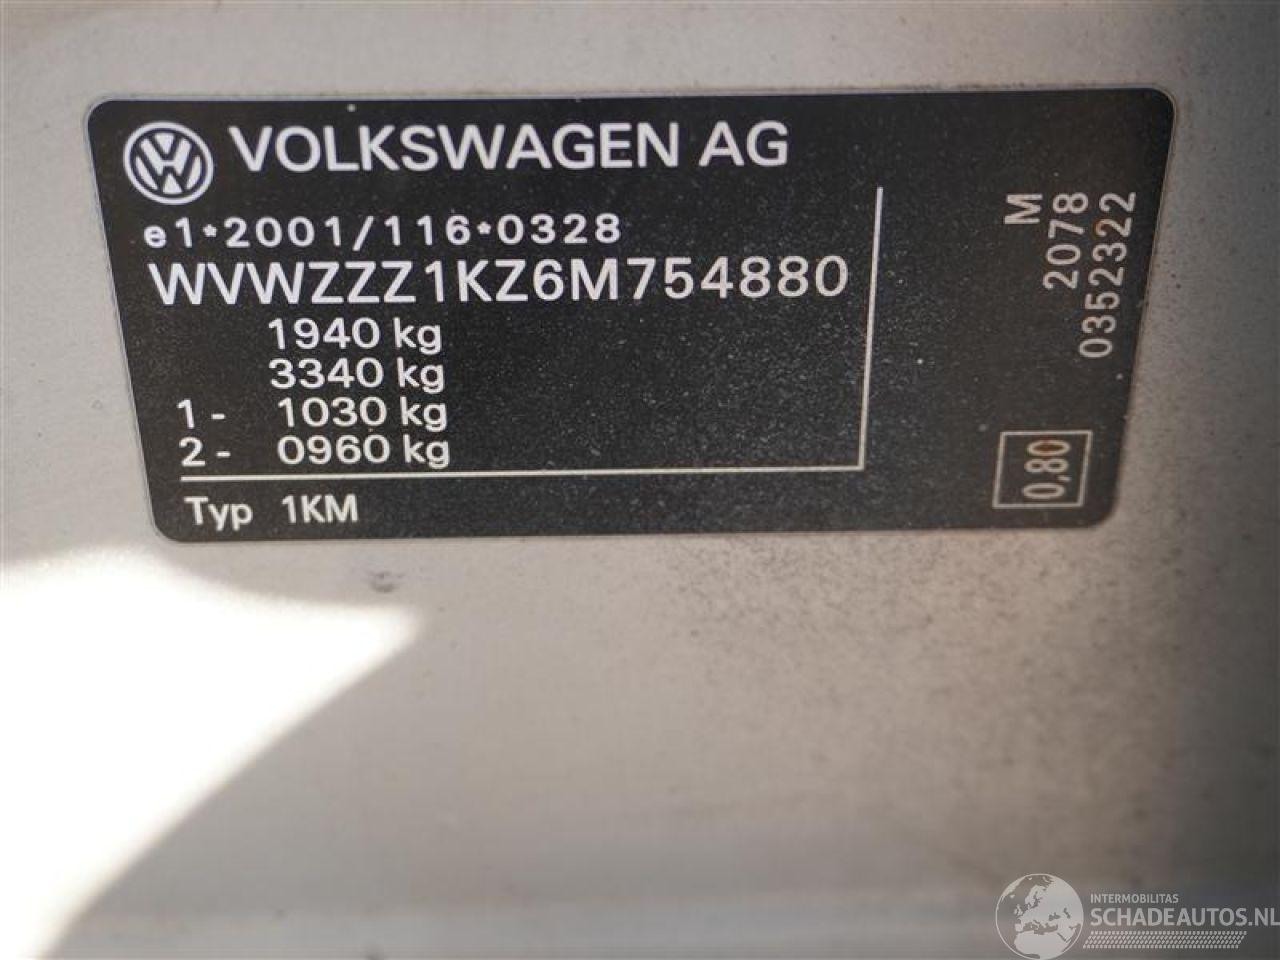 VOLKSWAGEN AG
e1*2001/116*0328
WVWZZZ1KZ6M754880
1940 kg
3340 kg
1- 1030 kg
2- 0960 kg
Typ 1KM
M
2078
0352322
0,80
INTERMOBILITAS
SCHADEAUTOS.NL